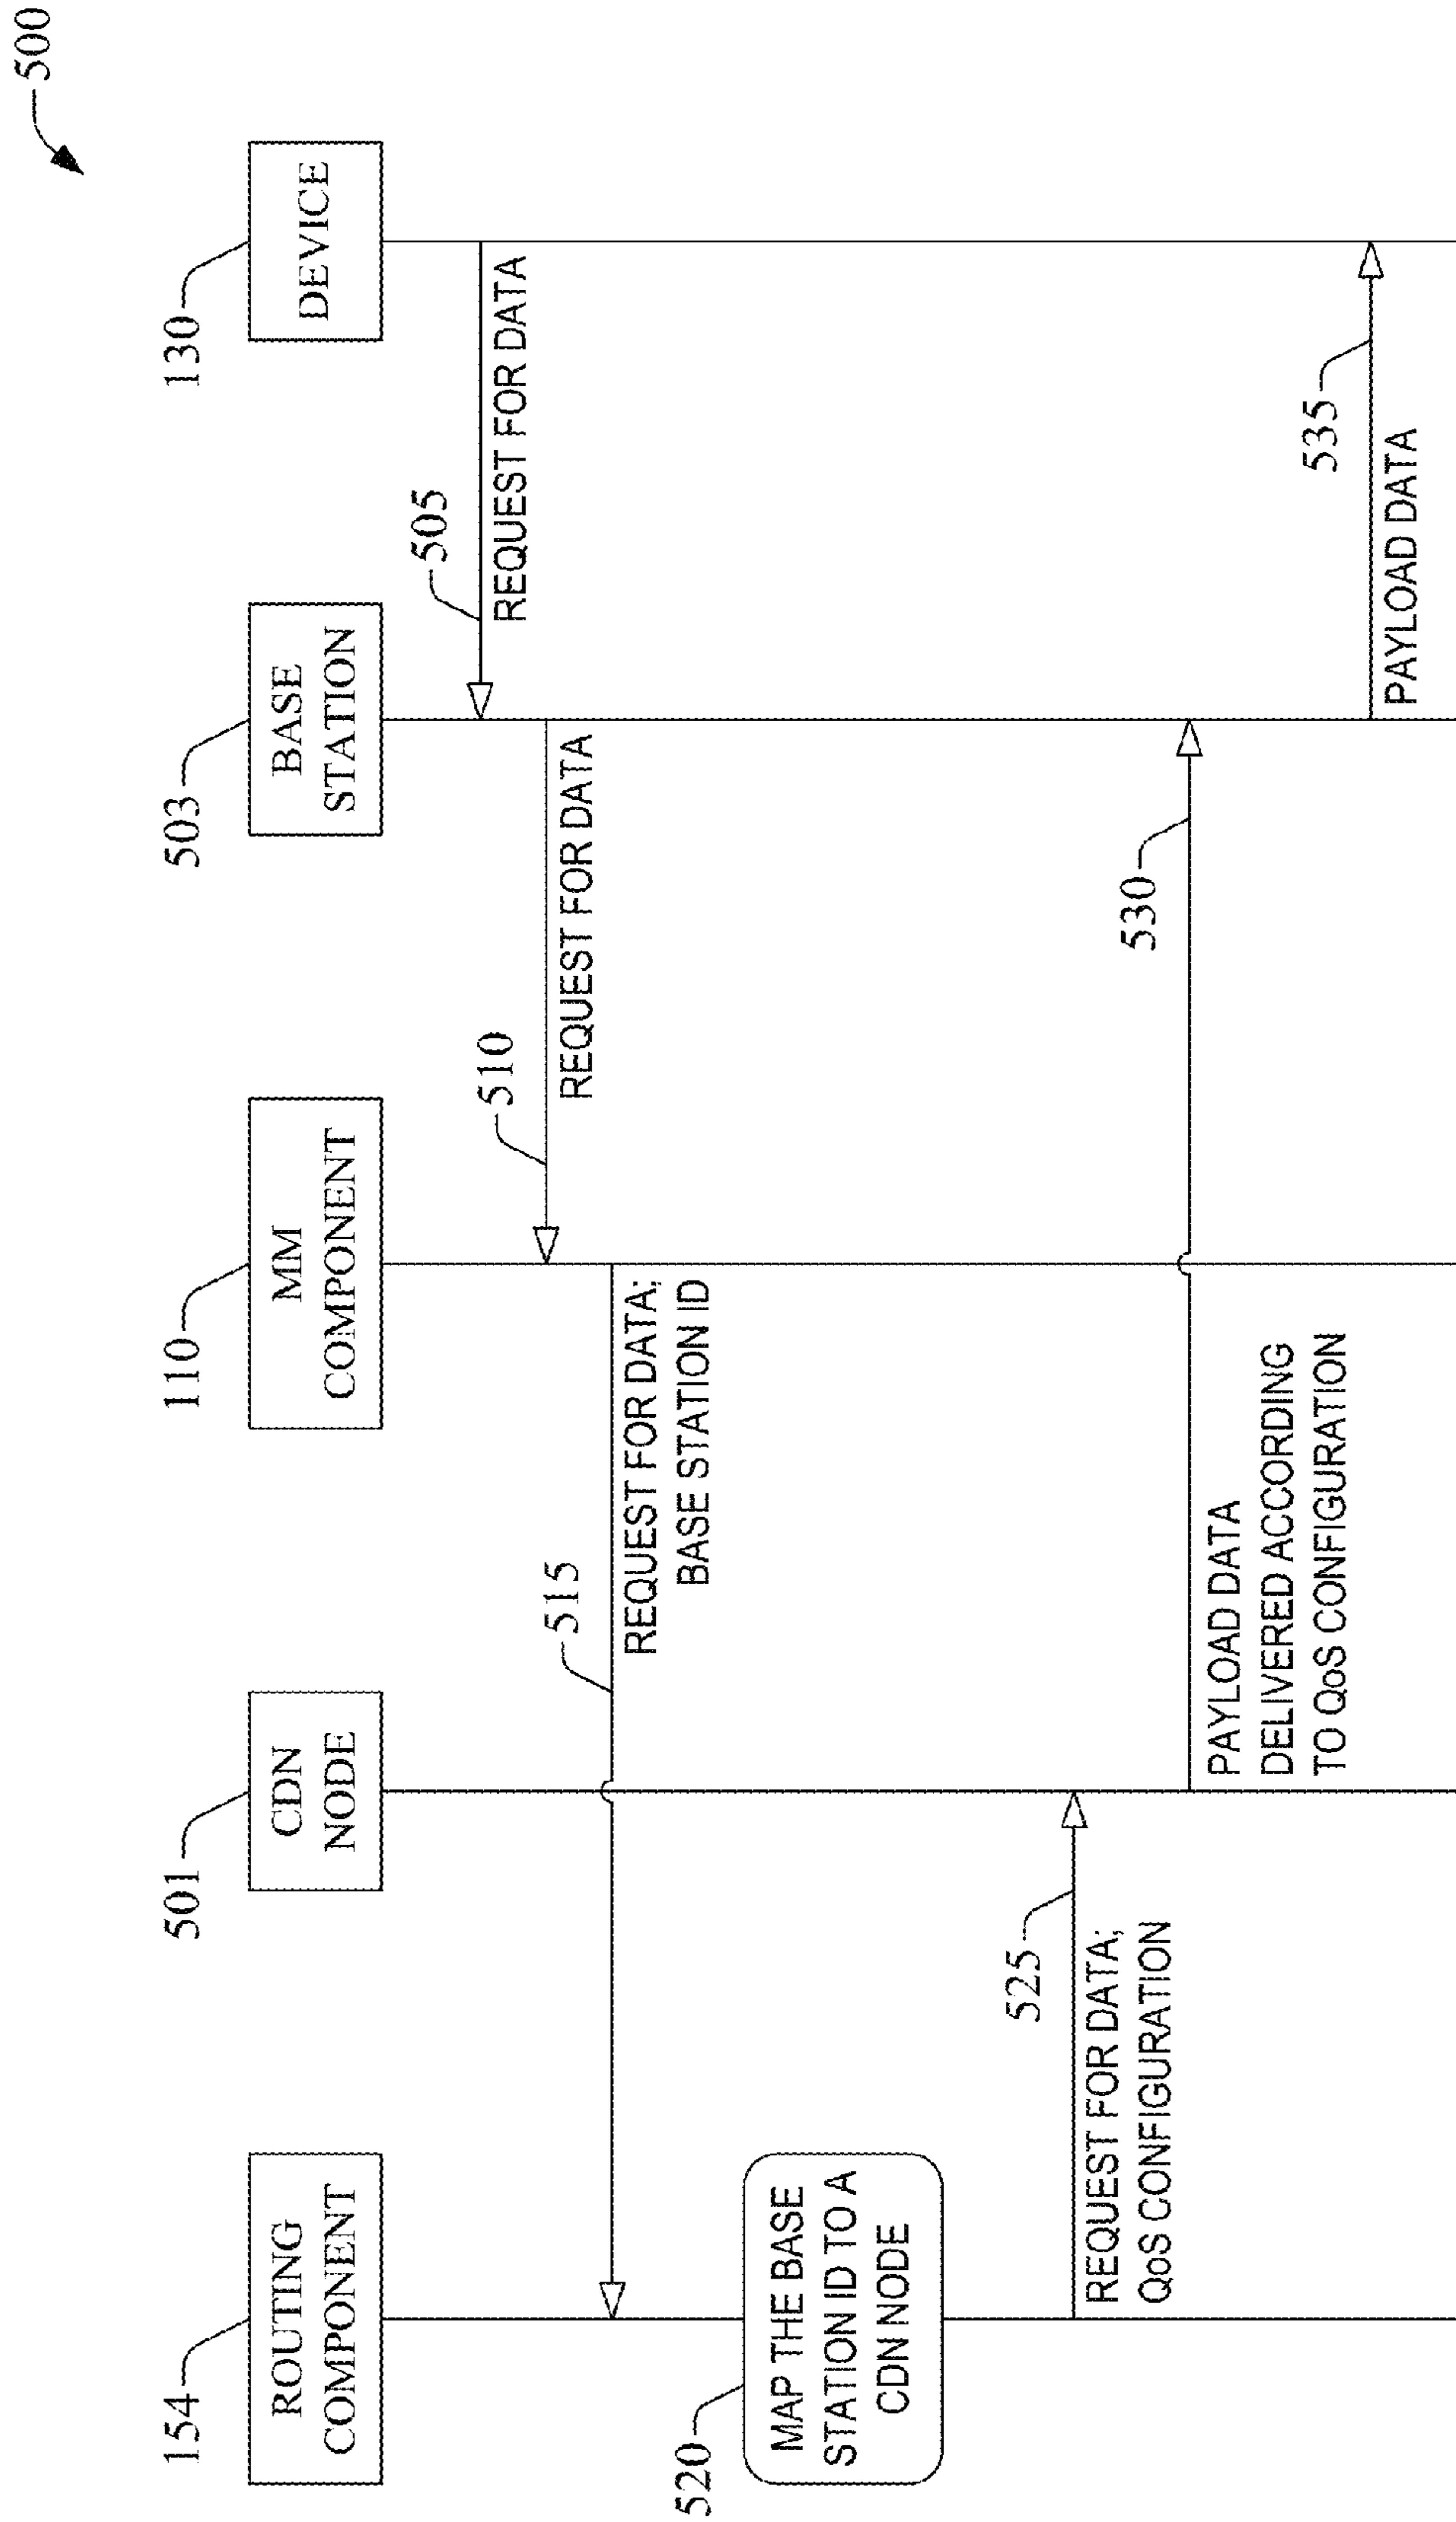 500
154
501
110
503
130
ROUTING
COMPONENT
CDN
NODE
MM
COMPONENT
BASE
STATION
DEVICE
505
REQUEST FOR DATA
510
REQUEST FOR DATA
515
REQUEST FOR DATA;
BASE STATION ID
520
MAP THE BASE
STATION ID TO A
CDN NODE
525
REQUEST FOR DATA;
QoS CONFIGURATION
530
PAYLOAD DATA
DELIVERED ACCORDING
TO QoS CONFIGURATION
535
PAYLOAD DATA